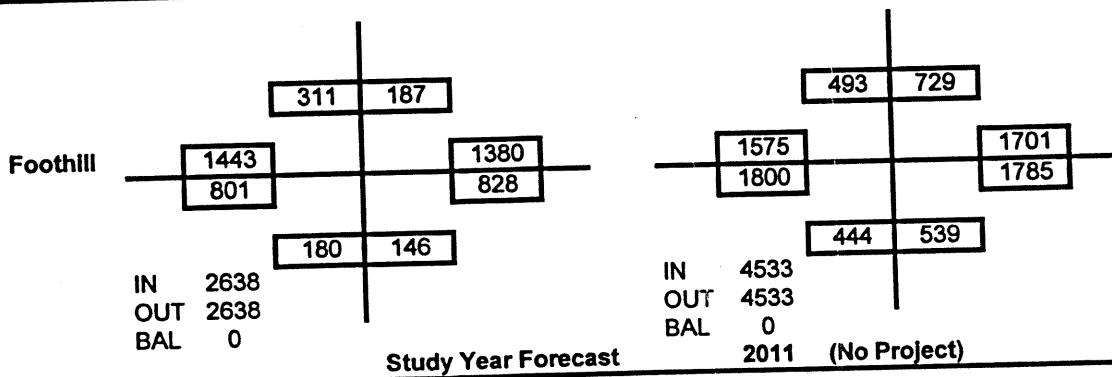 311 187
493 729
Foothill
1443
801
1380
828
1575
1800
1701
1785
180 146
444 539
IN 2638
OUT 2638
BAL 0
IN 4533
OUT 4533
BAL 0
Study Year Forecast 2011 (No Project)